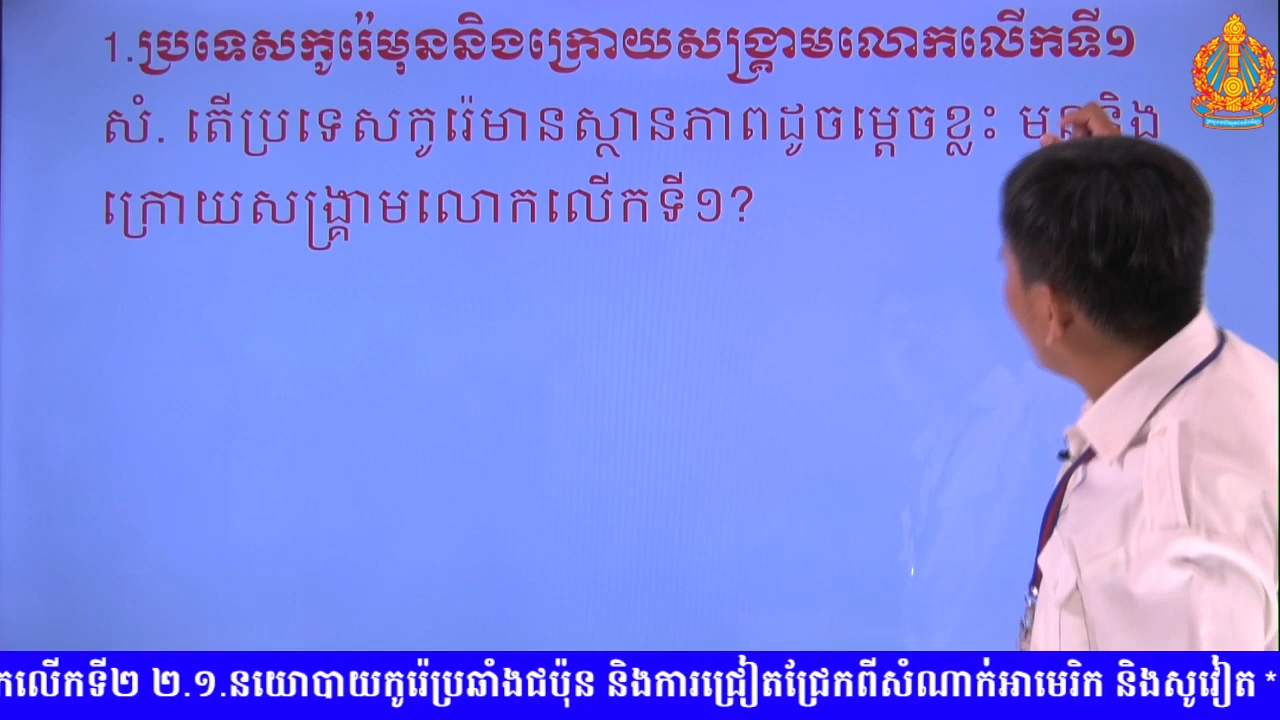 1.ប្រទេសកូរ៉េមុននិងក្រោយសង្គ្រាមលោកលើកទី១
សំ. តើប្រទេសកូរ៉េមានស្ថានភាពដូចម្តេចខ្លះ មុននិង
ក្រោយសង្គ្រាមលោកលើកទី១?
កលើកទី២ ២.១.នយោបាយកូរ៉េប្រឆាំងជប៉ុន និងការជ្រៀតជ្រែកពីសំណាក់អាមេរិក និងសូវៀត *